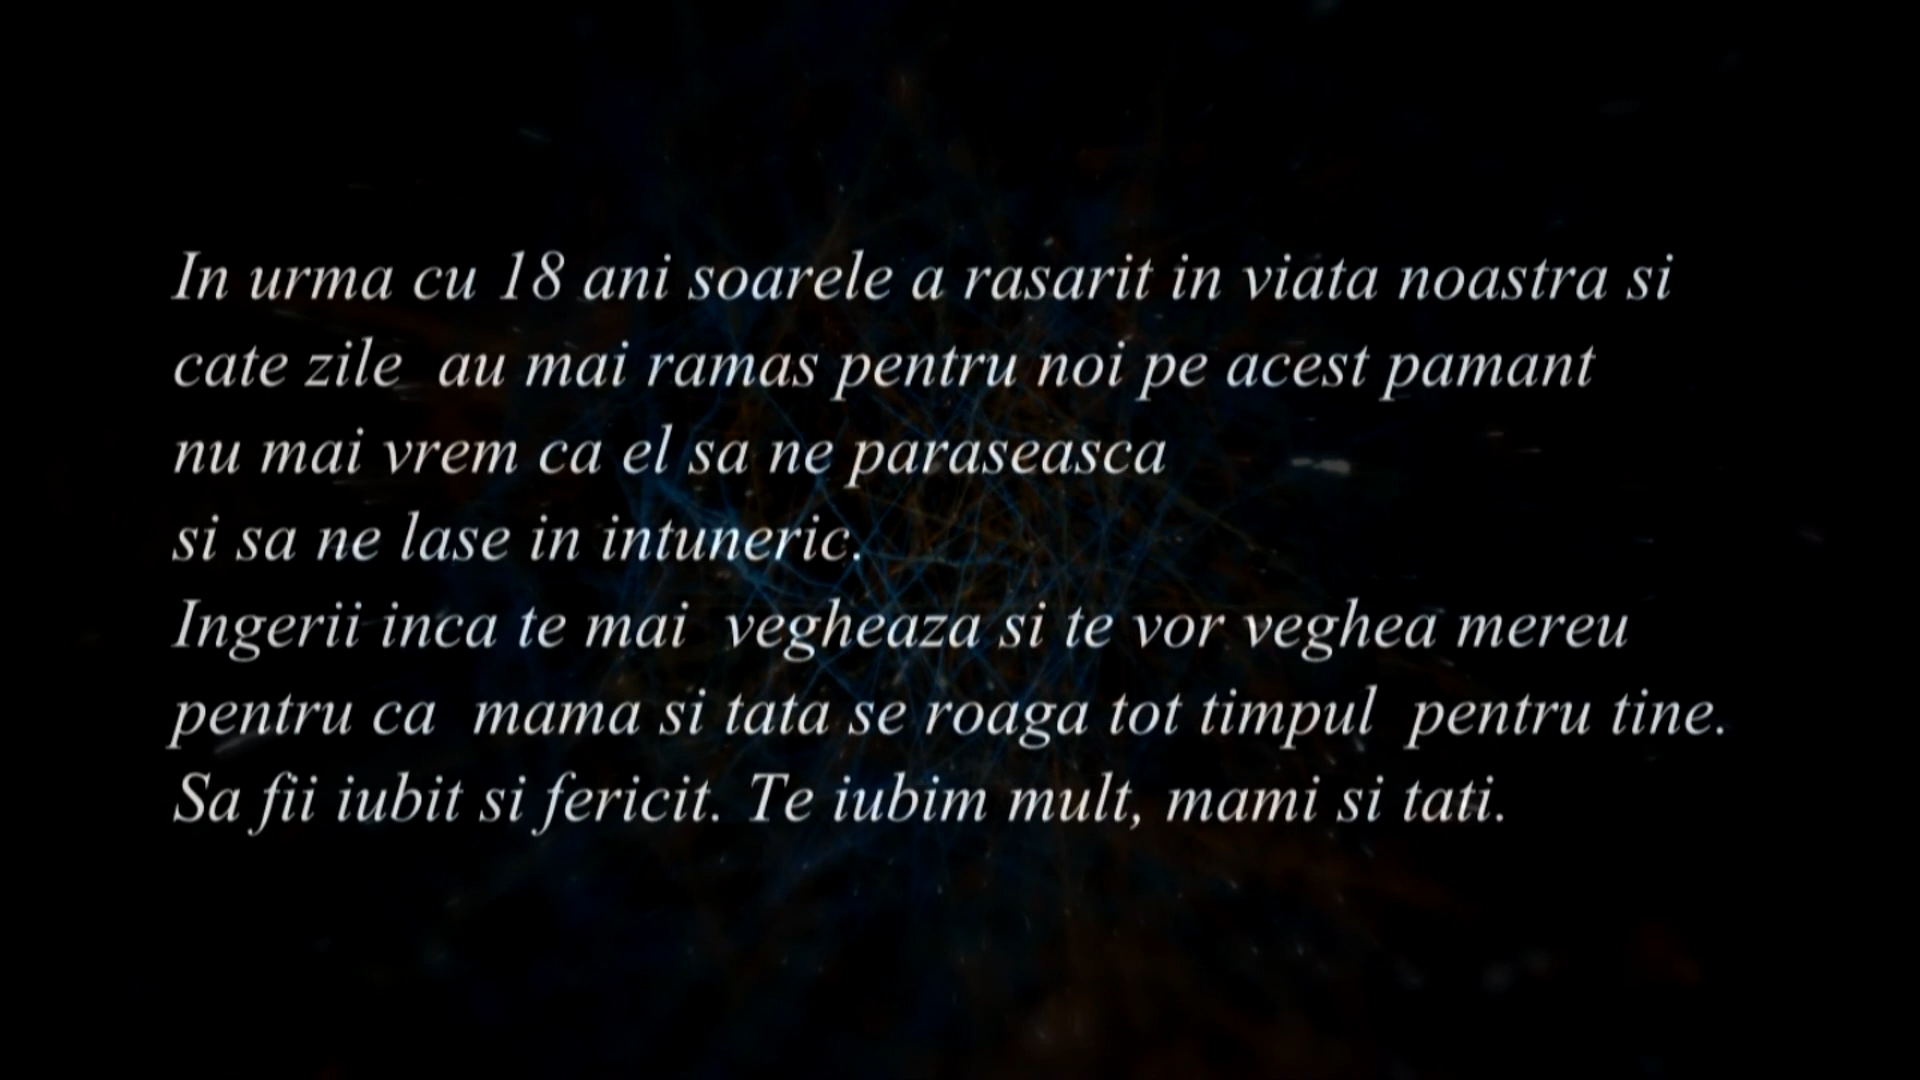 In urma cu 18 ani soarele a rasarit in viata noastra si
cate zile  au mai ramas pentru noi pe acest pamant
nu mai vrem ca el sa ne paraseasca
si sa ne lase in intuneric.
Ingerii inca te mai  vegheaza si te vor veghea mereu
pentru ca  mama si tata se roaga tot timpul  pentru tine.
Sa fii iubit si fericit. Te iubim mult, mami si tati.